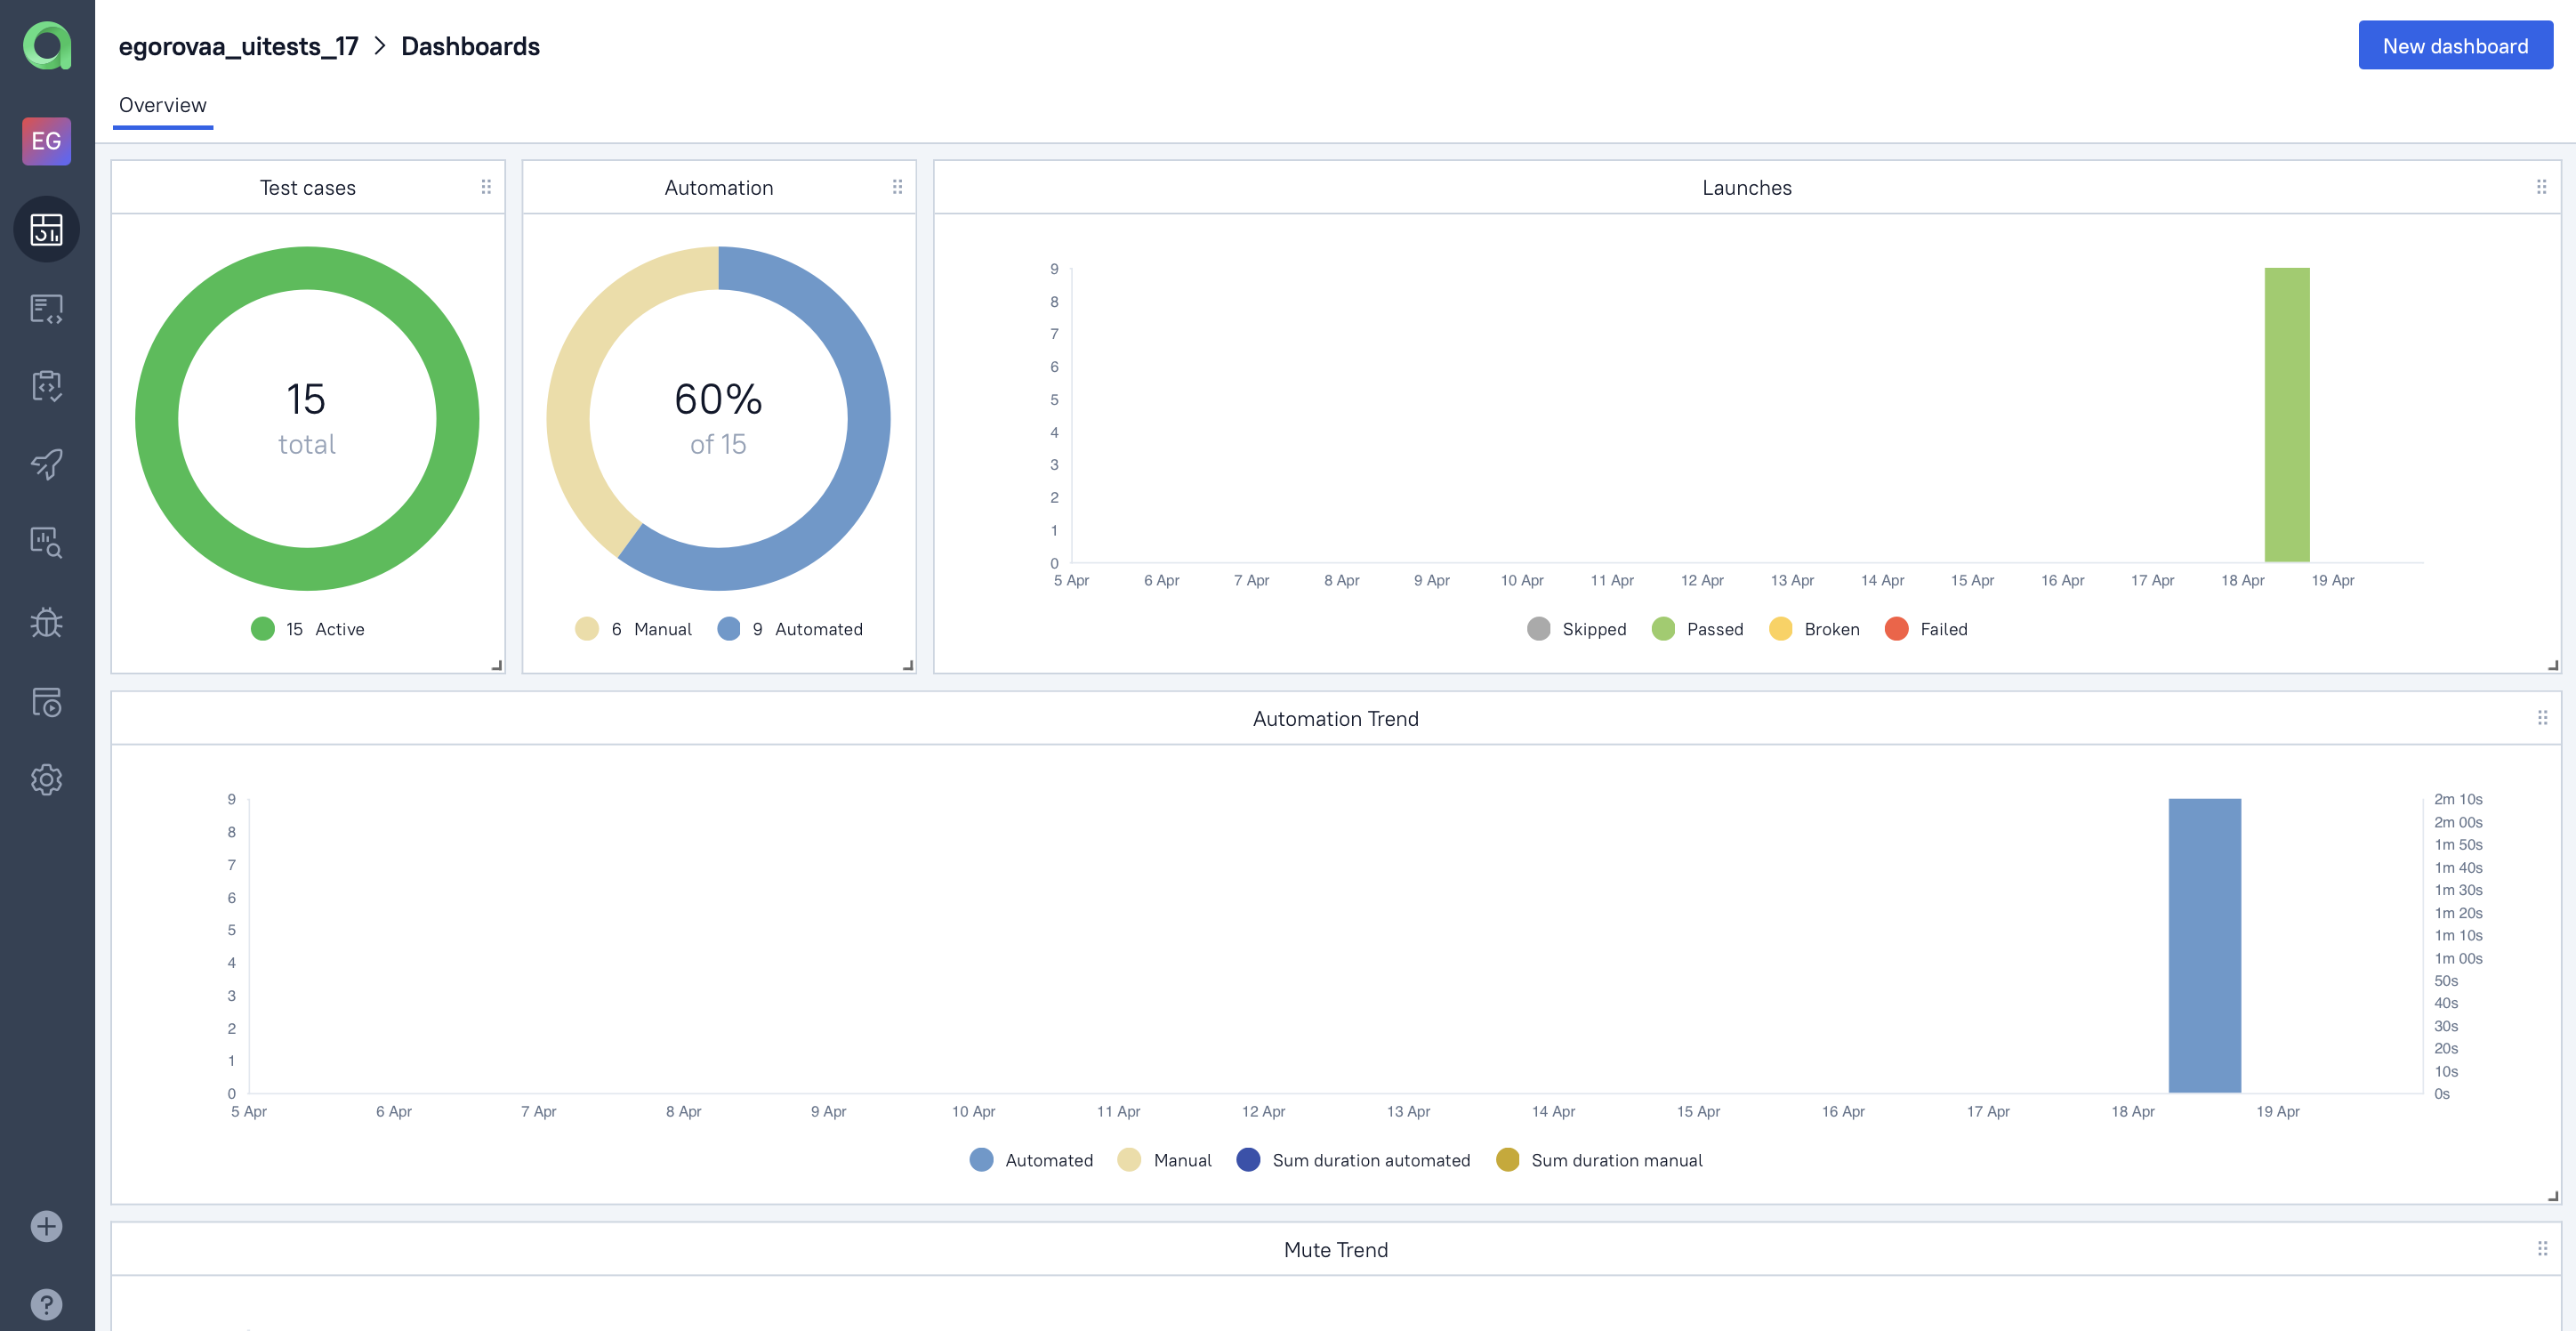 egorovaa_uitests_17 > Dashboards
New dashboard
Overview
EG
Test cases
15
total
15 Active
Automation
60%
of 15
6 Manual 9 Automated
Launches
9
8
7
6
5
4
3
2
1
0
5 Apr 6 Apr 7 Apr 8 Apr 9 Apr 10 Apr 11 Apr 12 Apr 13 Apr 14 Apr 15 Apr 16 Apr 17 Apr 18 Apr 19 Apr
Skipped Passed Broken Failed
Automation Trend
9
8
7
6
5
4
3
2
1
0
2m 10s
2m 00s
1m 50s
1m 40s
1m 30s
1m 20s
1m 10s
1m 00s
50s
40s
30s
20s
10s
0s
5 Apr 6 Apr 7 Apr 8 Apr 9 Apr 10 Apr 11 Apr 12 Apr 13 Apr 14 Apr 15 Apr 16 Apr 17 Apr 18 Apr 19 Apr
Automated Manual Sum duration automated Sum duration manual
Mute Trend